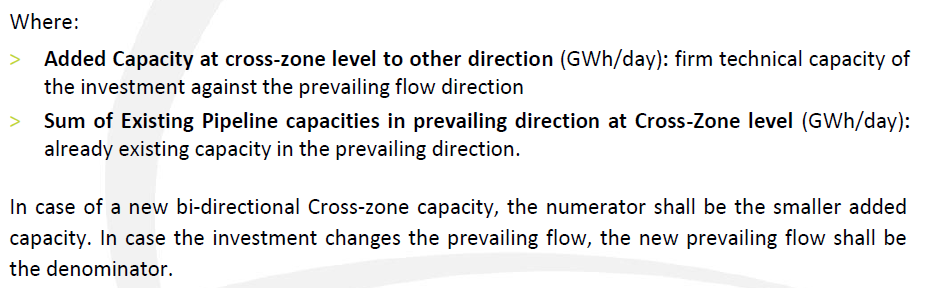 Where:
> Added Capacity at cross-zone level to other direction (GWh/day): firm technical capacity of
the investment against the prevailing flow direction
> Sum of Existing Pipeline capacities in prevailing direction at Cross-Zone level (GWh/day):
already existing capacity in the prevailing direction.
In case of a new bi-directional Cross-zone capacity, the numerator shall be the smaller added
capacity. In case the investment changes the prevailing flow, the new prevailing flow shall be
the denominator.